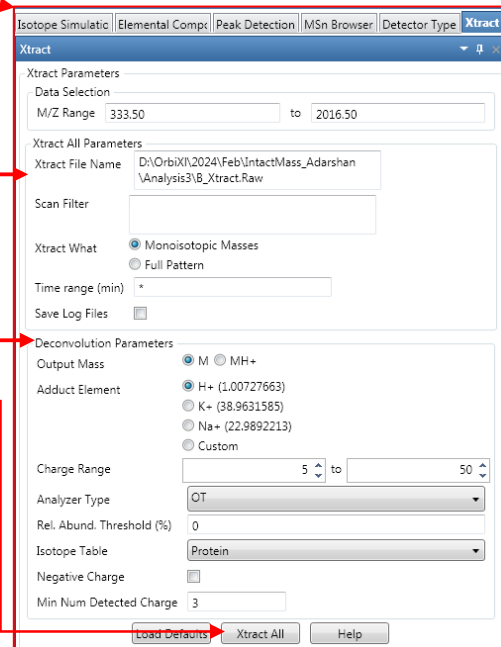 Isotope Simulatic Elemental Compc Peak Detection MSn Browser Detector Type Xtract
Xtract
Xtract Parameters
Data Selection
M/Z Range 333.50 to 2016.50
Xtract All Parameters
Xtract File Name D:\OrbiXI\2024\Feb\IntactMass_Adarshan
\Analysis3\B_Xtract.Raw
Scan Filter
Xtract What Monoisotopic Masses
Full Pattern
Time range (min) *
Save Log Files
Deconvolution Parameters
Output Mass M MH+
Adduct Element H+ (1.00727663)
K+ (38.9631585)
Na+ (22.9892213)
Custom
Charge Range 5 to 50
Analyzer Type OT
Rel. Abund. Threshold (%) 0
Isotope Table Protein
Negative Charge
Min Num Detected Charge 3
Load Defaults Xtract All Help